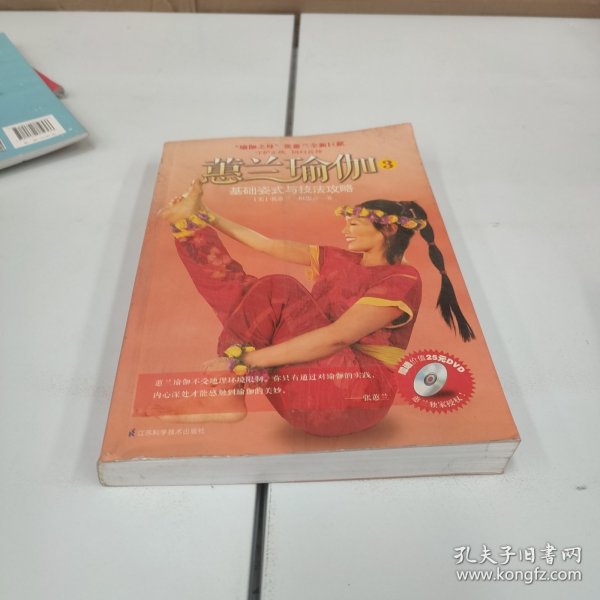 “瑜伽之母”张蕙兰全新巨献
蕙兰瑜伽3
基础姿式与技法攻略
超值价值25元DVD
蕙兰独家授权
蕙兰瑜伽不受地理环境限制，你只有通过对瑜伽的实践，
内心深处才能感触到瑜伽的美妙。
——张蕙兰
江苏科学技术出版社
孔夫子旧书网
www.kongfz.com